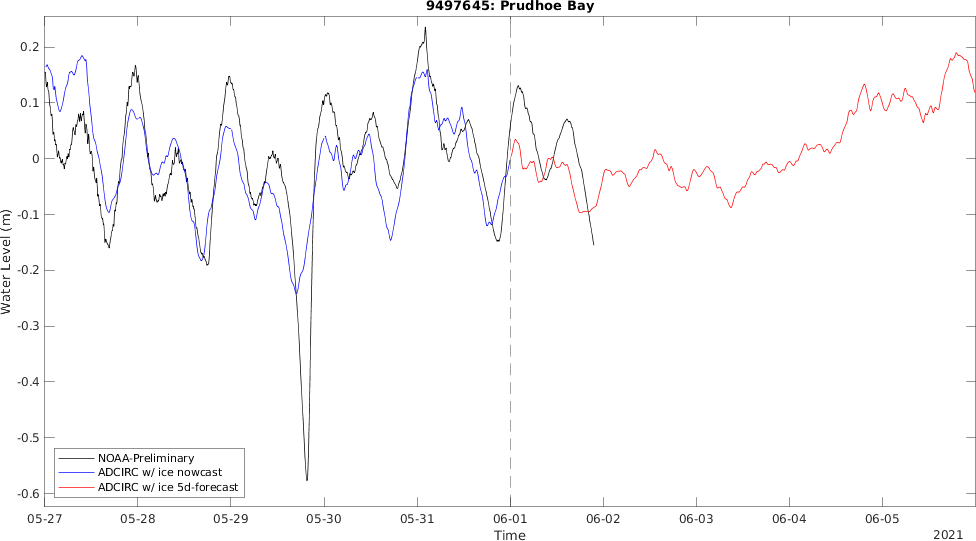 9497645: Prudhoe Bay
0.2
0.1
0
-0.1
-0.2
-0.3
-0.4
-0.5
-0.6
Water Level (m)
NOAA-Preliminary
ADCIRC w/ ice nowcast
ADCIRC w/ ice 5d-forecast
05-27 05-28 05-29 05-30 05-31 06-01 06-02 06-03 06-04 06-05
Time
2021